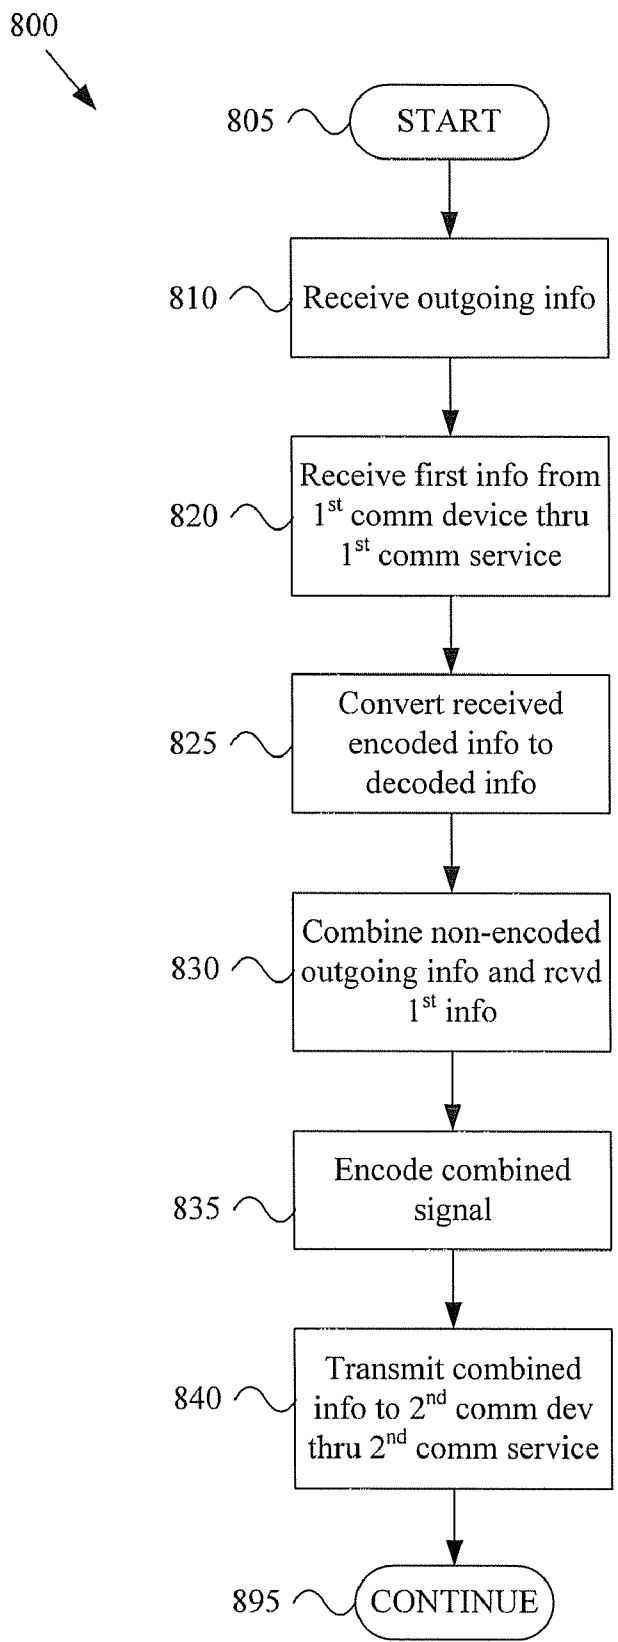 800
805 START
810 Receive outgoing info
Receive first info from
820 1st comm device thru
1st comm service
Convert received
825 encoded info to
decoded info
Combine non-encoded
830 outgoing info and rcvd
1st info
Encode combined
835 signal
Transmit combined
840 info to 2nd comm dev
thru 2nd comm service
895 CONTINUE